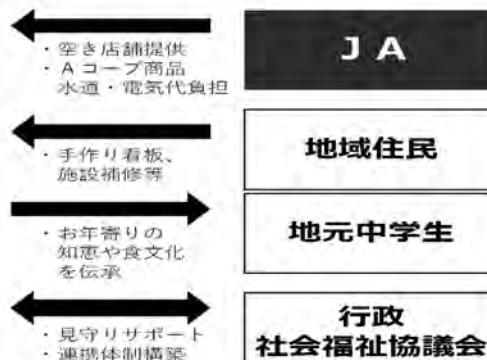 ・空き店舗提供
・Aコープ商品
水道・電気代負担
JA
・手作り看板、
施設補修等
地域住民
・お年寄りの
知恵や食文化
を伝承
地元中学生
・見守りサポート
・連携体制構築
行政
社会福祉協議会